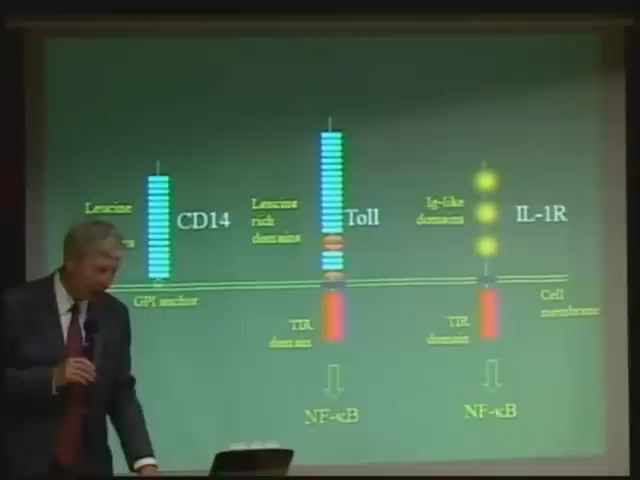 Leucine
CD14
GPI anchor
Leucine
rich
domains
Toll
TIR
domain
NF-κB
Ig-like
domains
IL-1R
TIR
domain
NF-κB
Cell
membrane